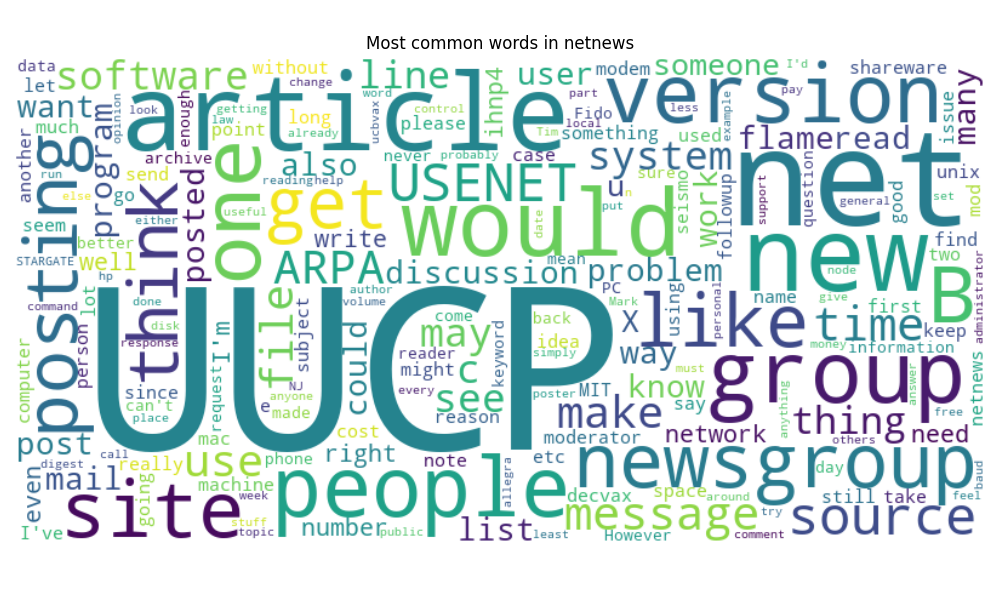 Most common words in netnews
data
let
want
much
another
seem
STARGATE
software
without
change
article
line
user
modem
someone
I'd
shareware
version
many
issue
flameread
net
unix
mod
ihnp4
please
control
ucbvax
word
part
local
less
pay
Fido
Tim
something
used
example
system
question
support
good
general
set
opinion
look
enough
getting
law
already
point
long
also
archive
send
go
either
else
run
program
posting
better
well
think
posted
one
useful
reading
help
get
write
never
probably
case
USENET
would
u
put
n
date
sure
seismo
work
followup
new
find
two
node
B
administrator
ARPA
discussion
mean
problem
PC
Mark
using
personal
name
give
first
keep
hp
lot
command
done
disk
response
person
computer
since
can't
place
request
I'm
file
subject
NJ
e
anyone
made
author
volume
could
UUCP
come
may
reader
might
every
c
see
reason
keyword
back
idea
simply
poster
X
way
MIT
know
like
say
must
time
money
information
group
answer
free
netnews
anything
thing
others
need
make
moderator
network
post
mac
cost
right
note
etc
call
digest
really
use
phone
machine
week
mail
even
going
I've
site
stuff
topic
people
number
public
list
allegra
least
decvax
space
around
message
However
newsgroup
try
comment
day
still
take
source
feel
baud